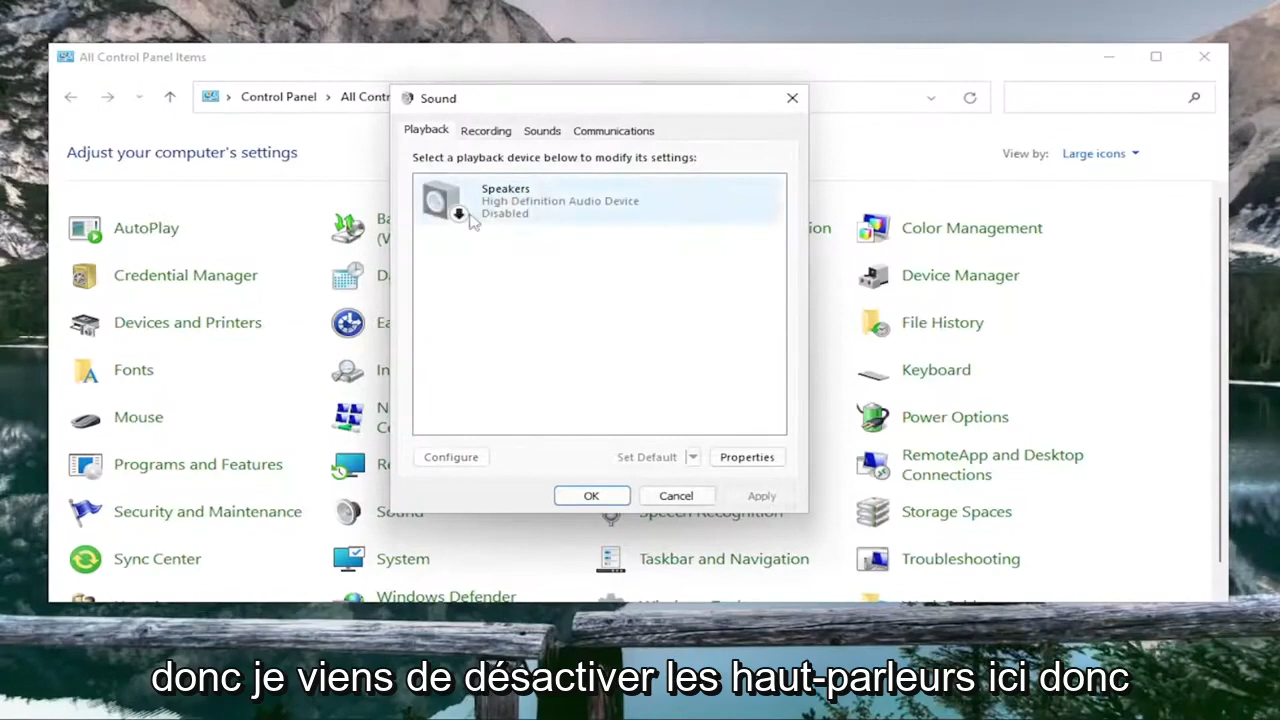 All Control Panel Items
Control Panel > All Contr
Sound
Playback Recording Sounds Communications
Select a playback device below to modify its settings:
Speakers
High Definition Audio Device
Disabled
Configure Set Default Properties
OK Cancel Apply
Adjust your computer's settings
View by: Large icons
AutoPlay
Color Management
Credential Manager
Device Manager
Devices and Printers
File History
Fonts
Keyboard
Mouse
Power Options
Programs and Features
RemoteApp and Desktop
Connections
Security and Maintenance
Sound
Speech Recognition
Storage Spaces
Sync Center
System
Taskbar and Navigation
Troubleshooting
Windows Defender
donc je viens de désactiver les haut-parleurs ici donc